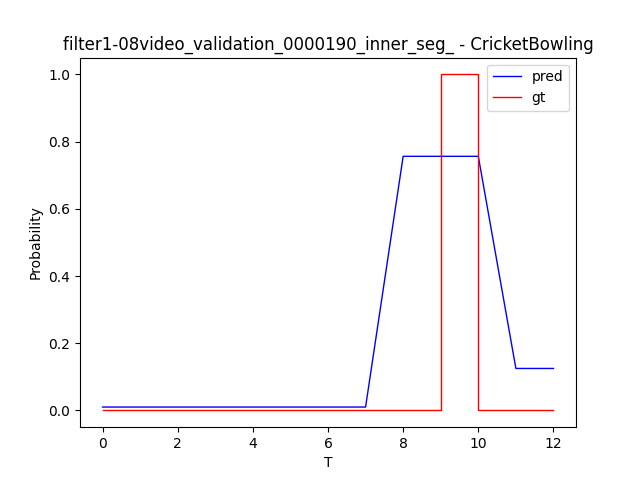 filter1-08video_validation_0000190_inner_seg_ - CricketBowling
pred
gt
Probability
1.0
0.8
0.6
0.4
0.2
0.0
0 2 4 6 8 10 12
T